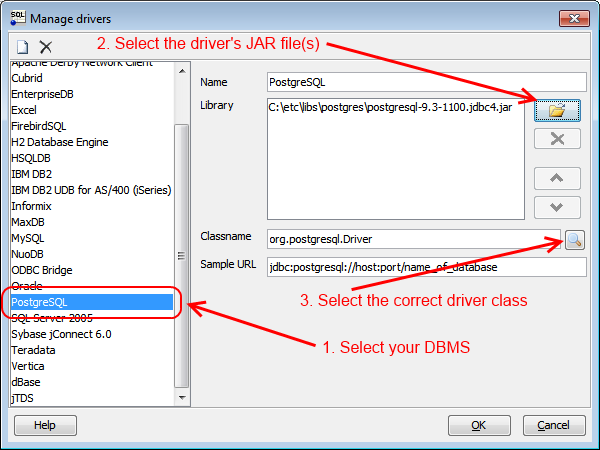 SQL
Manage drivers
2. Select the driver's JAR file(s)
Apache Derby Network Client
Cubrid
EnterpriseDB
Excel
FirebirdSQL
H2 Database Engine
HSQLDB
IBM DB2
IBM DB2 UDB for AS/400 (iSeries)
Informix
MaxDB
MySQL
NuoDB
ODBC Bridge
Oracle
PostgreSQL
SQL Server 2005
Sybase jConnect 6.0
Teradata
Vertica
dBase
jTDS
Name
PostgreSQL
Library
C:\etc\libs\postgres\postgresql-9.3-1100.jdbc4.jar
Classname
org.postgresql.Driver
Sample URL
jdbc:postgresql://host:port/name_of_database
3. Select the correct driver class
1. Select your DBMS
Help
OK
Cancel